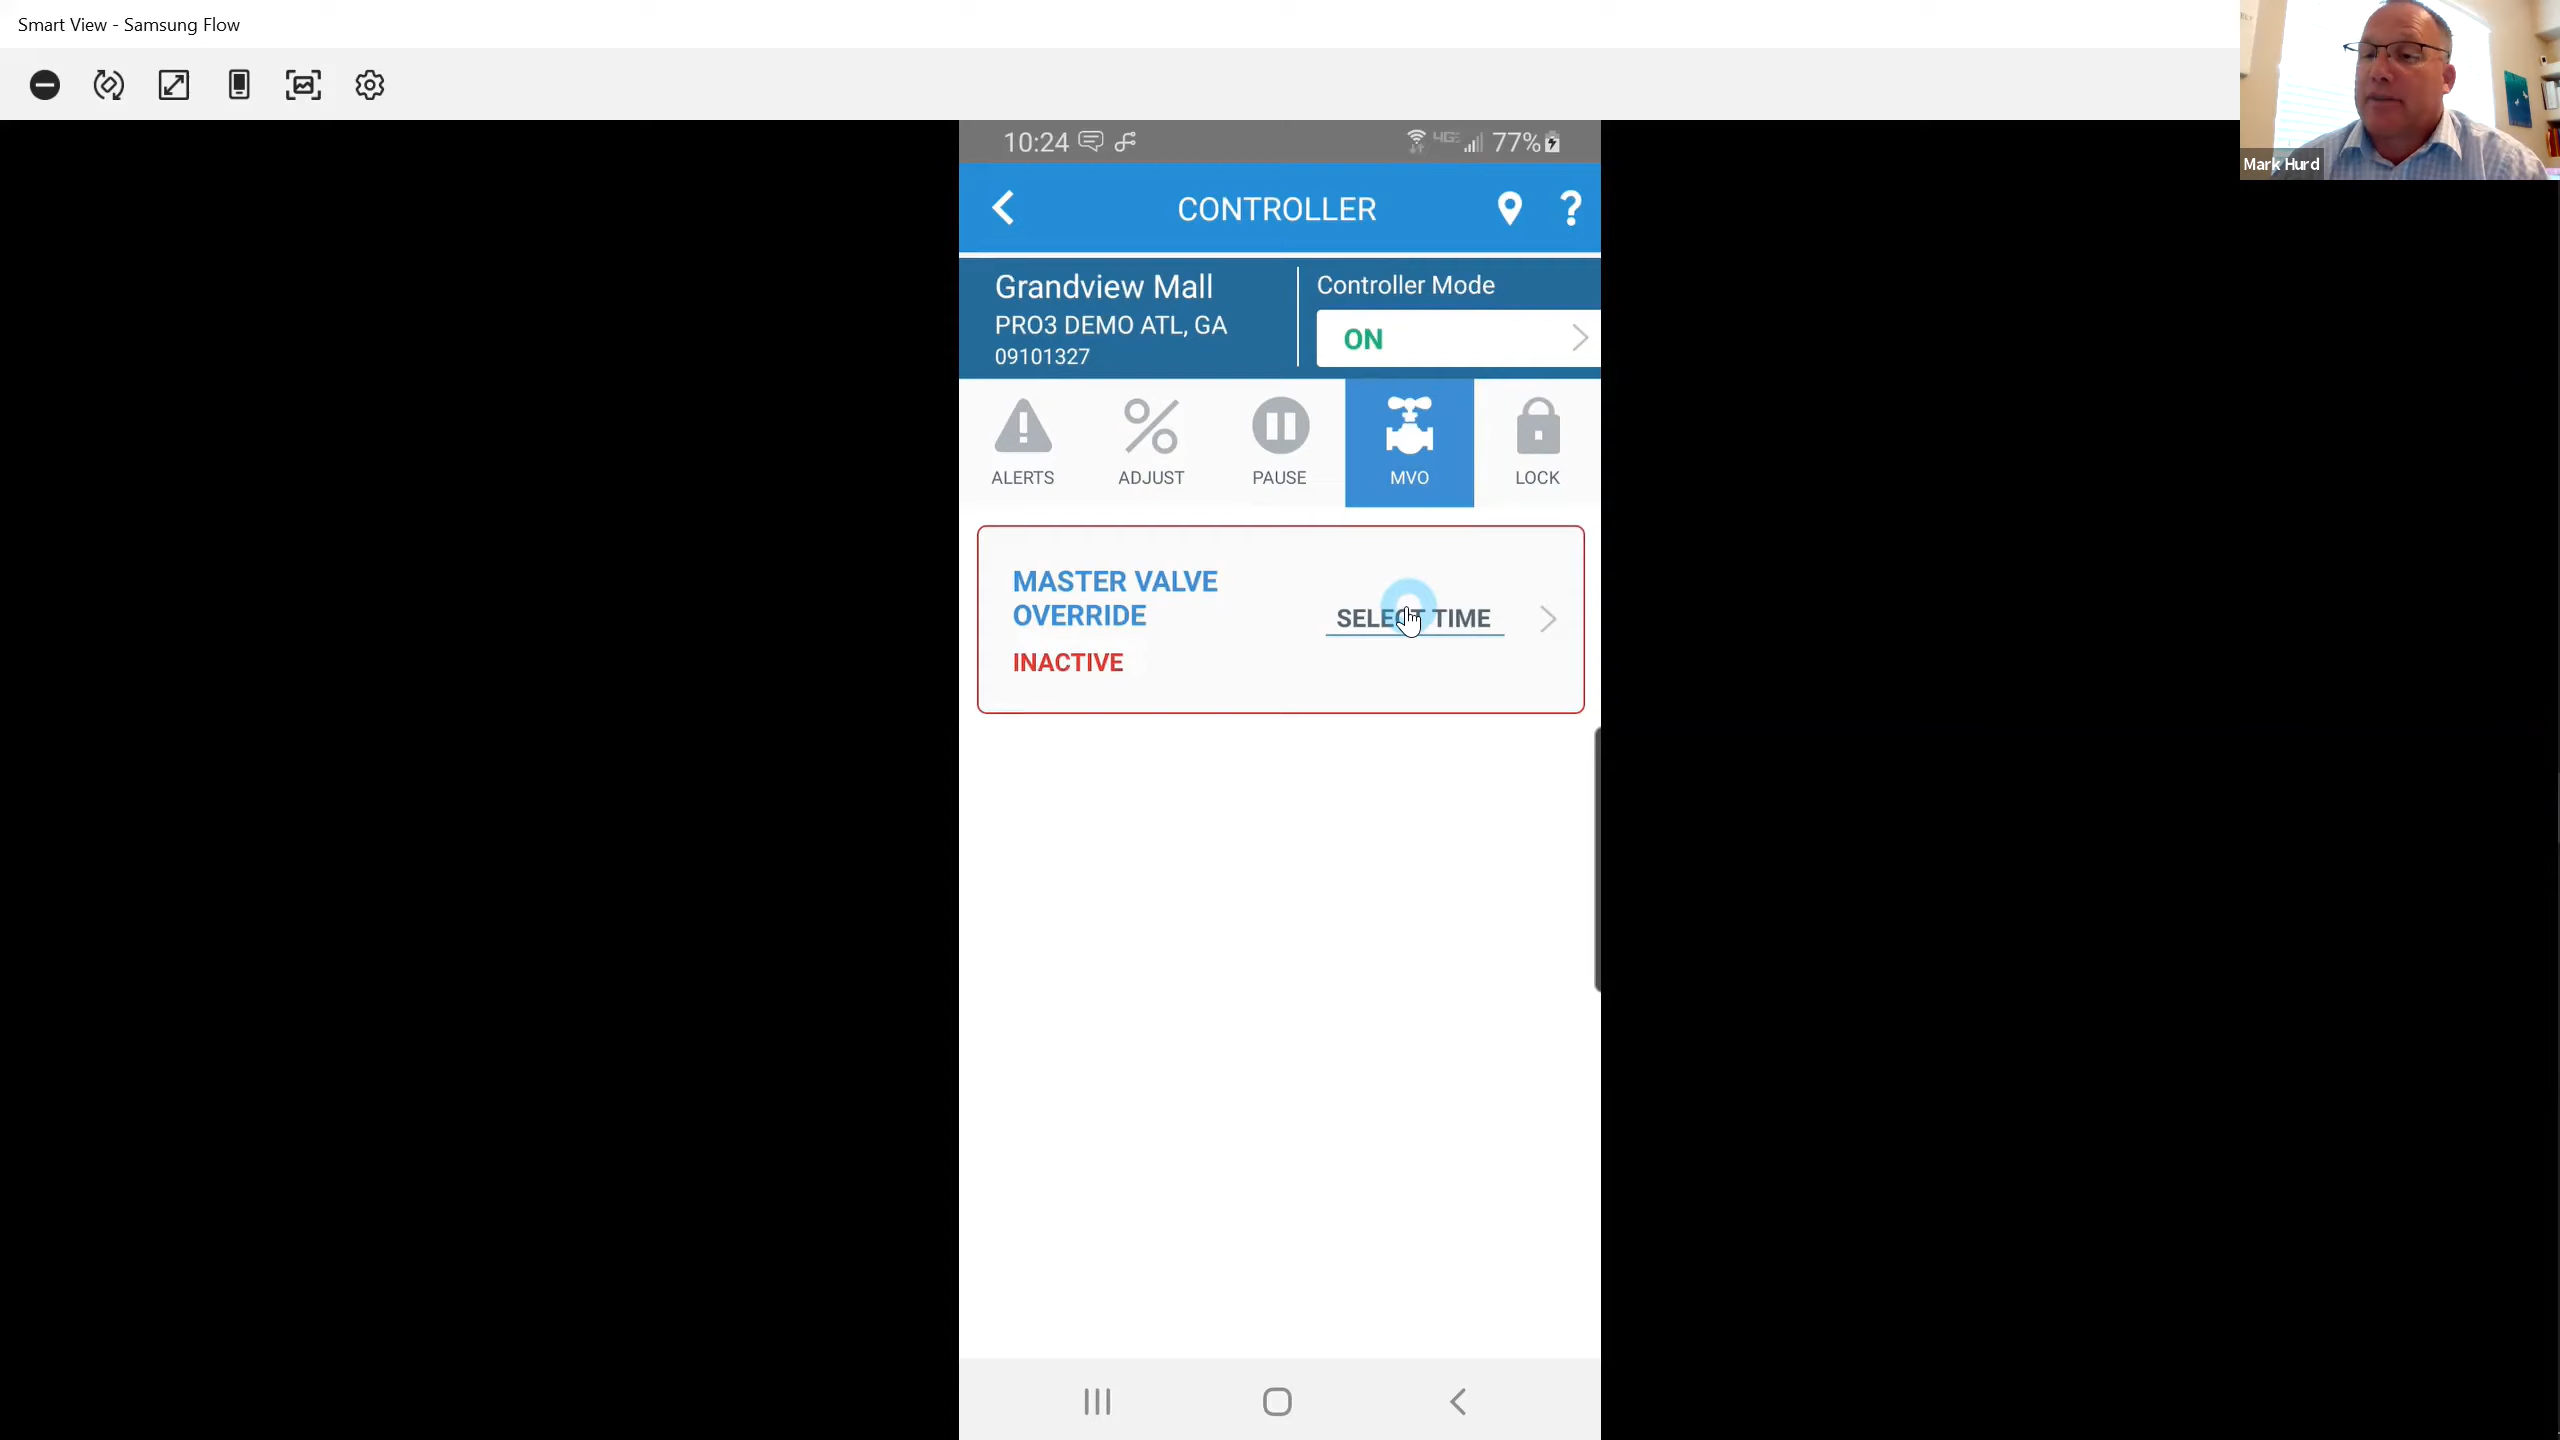 Smart View - Samsung Flow
Mark Hurd
10:24
77%
CONTROLLER
?
Grandview Mall
PRO3 DEMO ATL, GA
09101327
Controller Mode
ON
ALERTS
ADJUST
PAUSE
MVO
LOCK
MASTER VALVE
OVERRIDE
INACTIVE
SELECT TIME